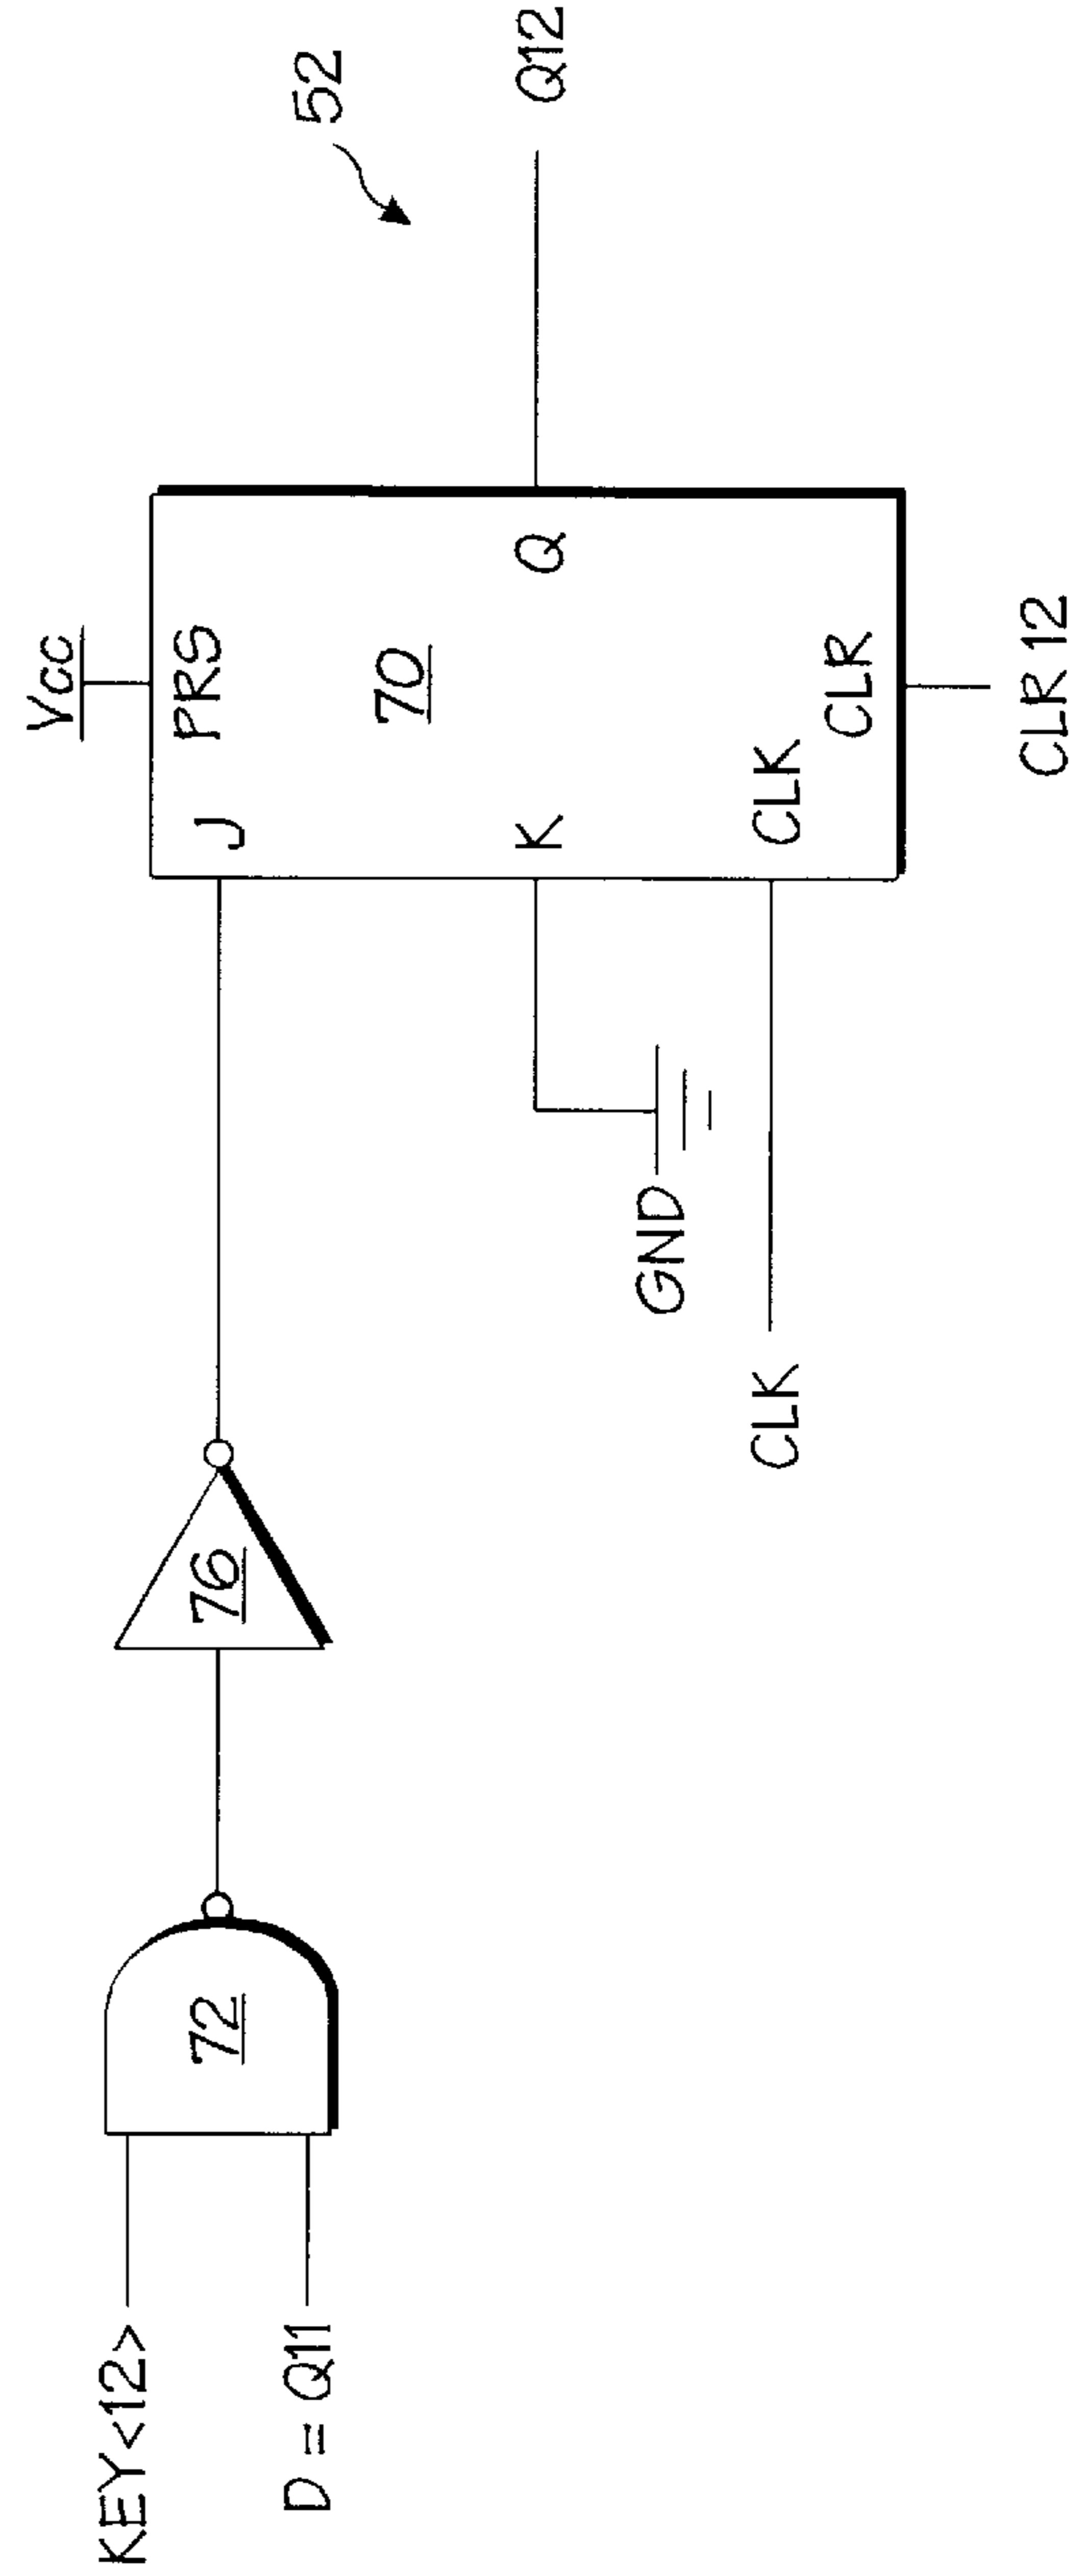 52
Vcc
J
PRS
KEY<12>
72
76
70
D = Q11
K
Q
Q12
GND
CLK
CLK
CLR
CLR 12